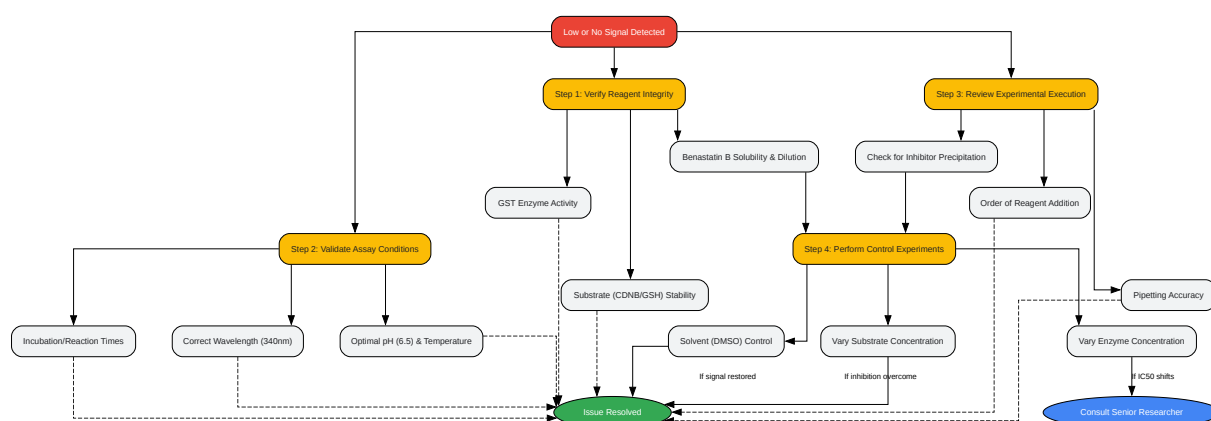 Low or No Signal Detected
Step 1: Verify Reagent Integrity
Step 3: Review Experimental Execution
Benastatin B Solubility & Dilution
Check for Inhibitor Precipitation
GST Enzyme Activity
Order of Reagent Addition
Step 2: Validate Assay Conditions
Step 4: Perform Control Experiments
Substrate (CDNB/GSH) Stability
Pipetting Accuracy
Incubation/Reaction Times
Correct Wavelength (340nm)
Optimal pH (6.5) & Temperature
Solvent (DMSO) Control
Vary Substrate Concentration
Vary Enzyme Concentration
If signal restored
If inhibition overcome
If IC50 shifts
Issue Resolved
Consult Senior Researcher